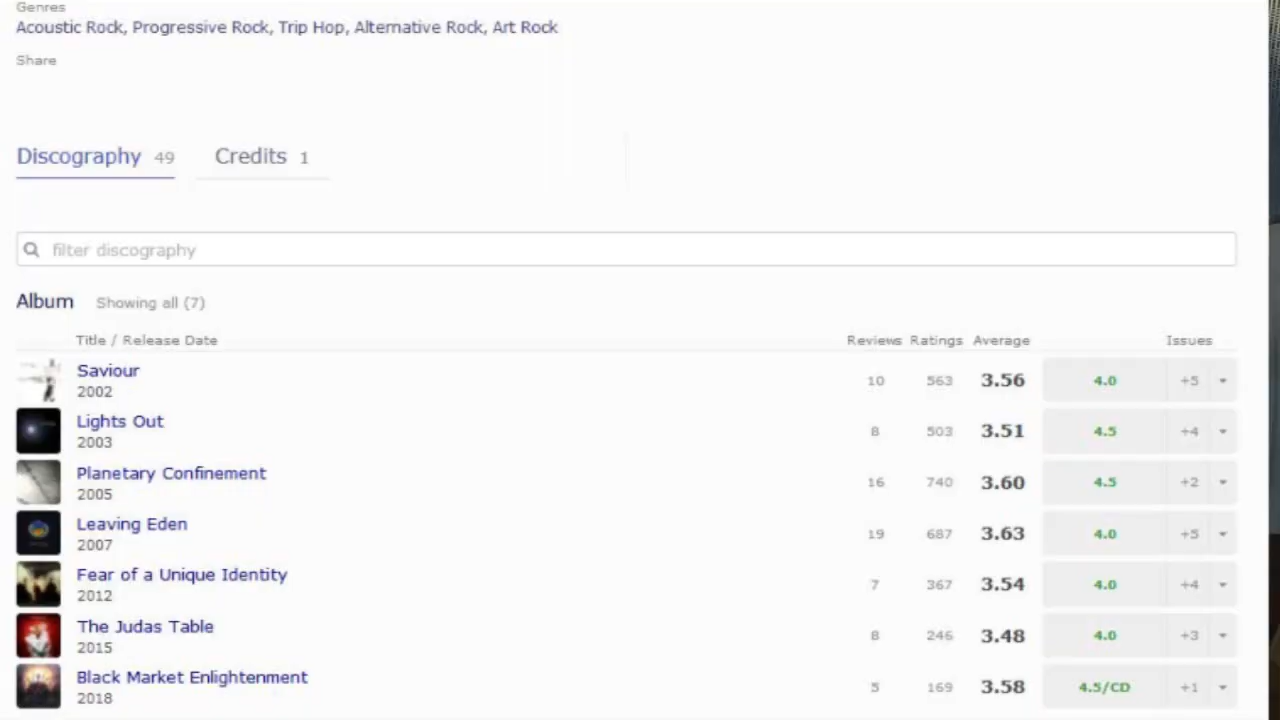 Genres
Acoustic Rock, Progressive Rock, Trip Hop, Alternative Rock, Art Rock
Share
Discography 49 Credits 1
filter discography
Album Showing all (7)
Title / Release Date Reviews Ratings Average Issues
Saviour
2002 10 563 3.56 4.0 +5
Lights Out
2003 8 503 3.51 4.5 +4
Planetary Confinement
2005 16 740 3.60 4.5 +2
Leaving Eden
2007 19 687 3.63 4.0 +5
Fear of a Unique Identity
2012 7 367 3.54 4.0 +4
The Judas Table
2015 8 246 3.48 4.0 +3
Black Market Enlightenment
2018 5 169 3.58 4.5/CD +1